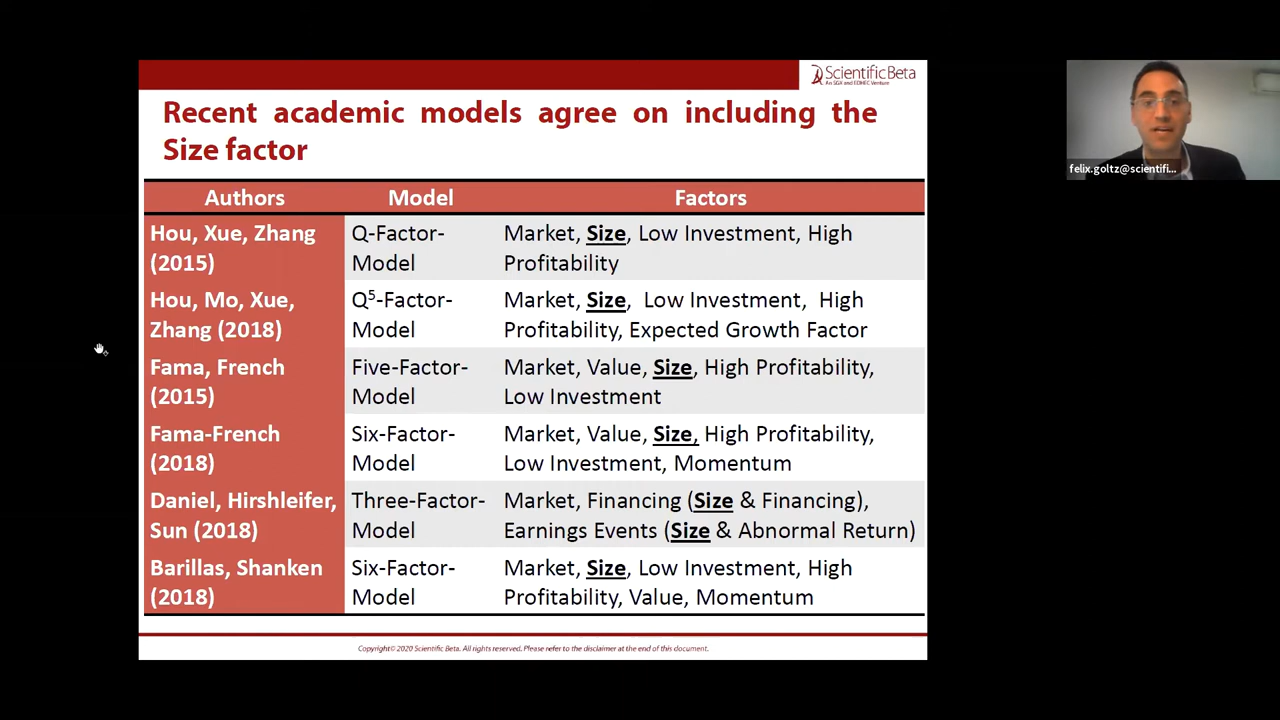 ScientificBeta
An SGX and EDHEC Venture
Recent academic models agree on including the
Size factor
Authors Model Factors
Hou, Xue, Zhang (2015) Q-Factor-Model Market, Size, Low Investment, High Profitability
Hou, Mo, Xue, Zhang (2018) Q5-Factor-Model Market, Size, Low Investment, High Profitability, Expected Growth Factor
Fama, French (2015) Five-Factor-Model Market, Value, Size, High Profitability, Low Investment
Fama-French (2018) Six-Factor-Model Market, Value, Size, High Profitability, Low Investment, Momentum
Daniel, Hirshleifer, Sun (2018) Three-Factor-Model Market, Financing (Size & Financing), Earnings Events (Size & Abnormal Return)
Barillas, Shanken (2018) Six-Factor-Model Market, Size, Low Investment, High Profitability, Value, Momentum
Copyright© 2020 Scientific Beta. All rights reserved. Please refer to the disclaimer at the end of this document.
felix.goltz@scientifi...